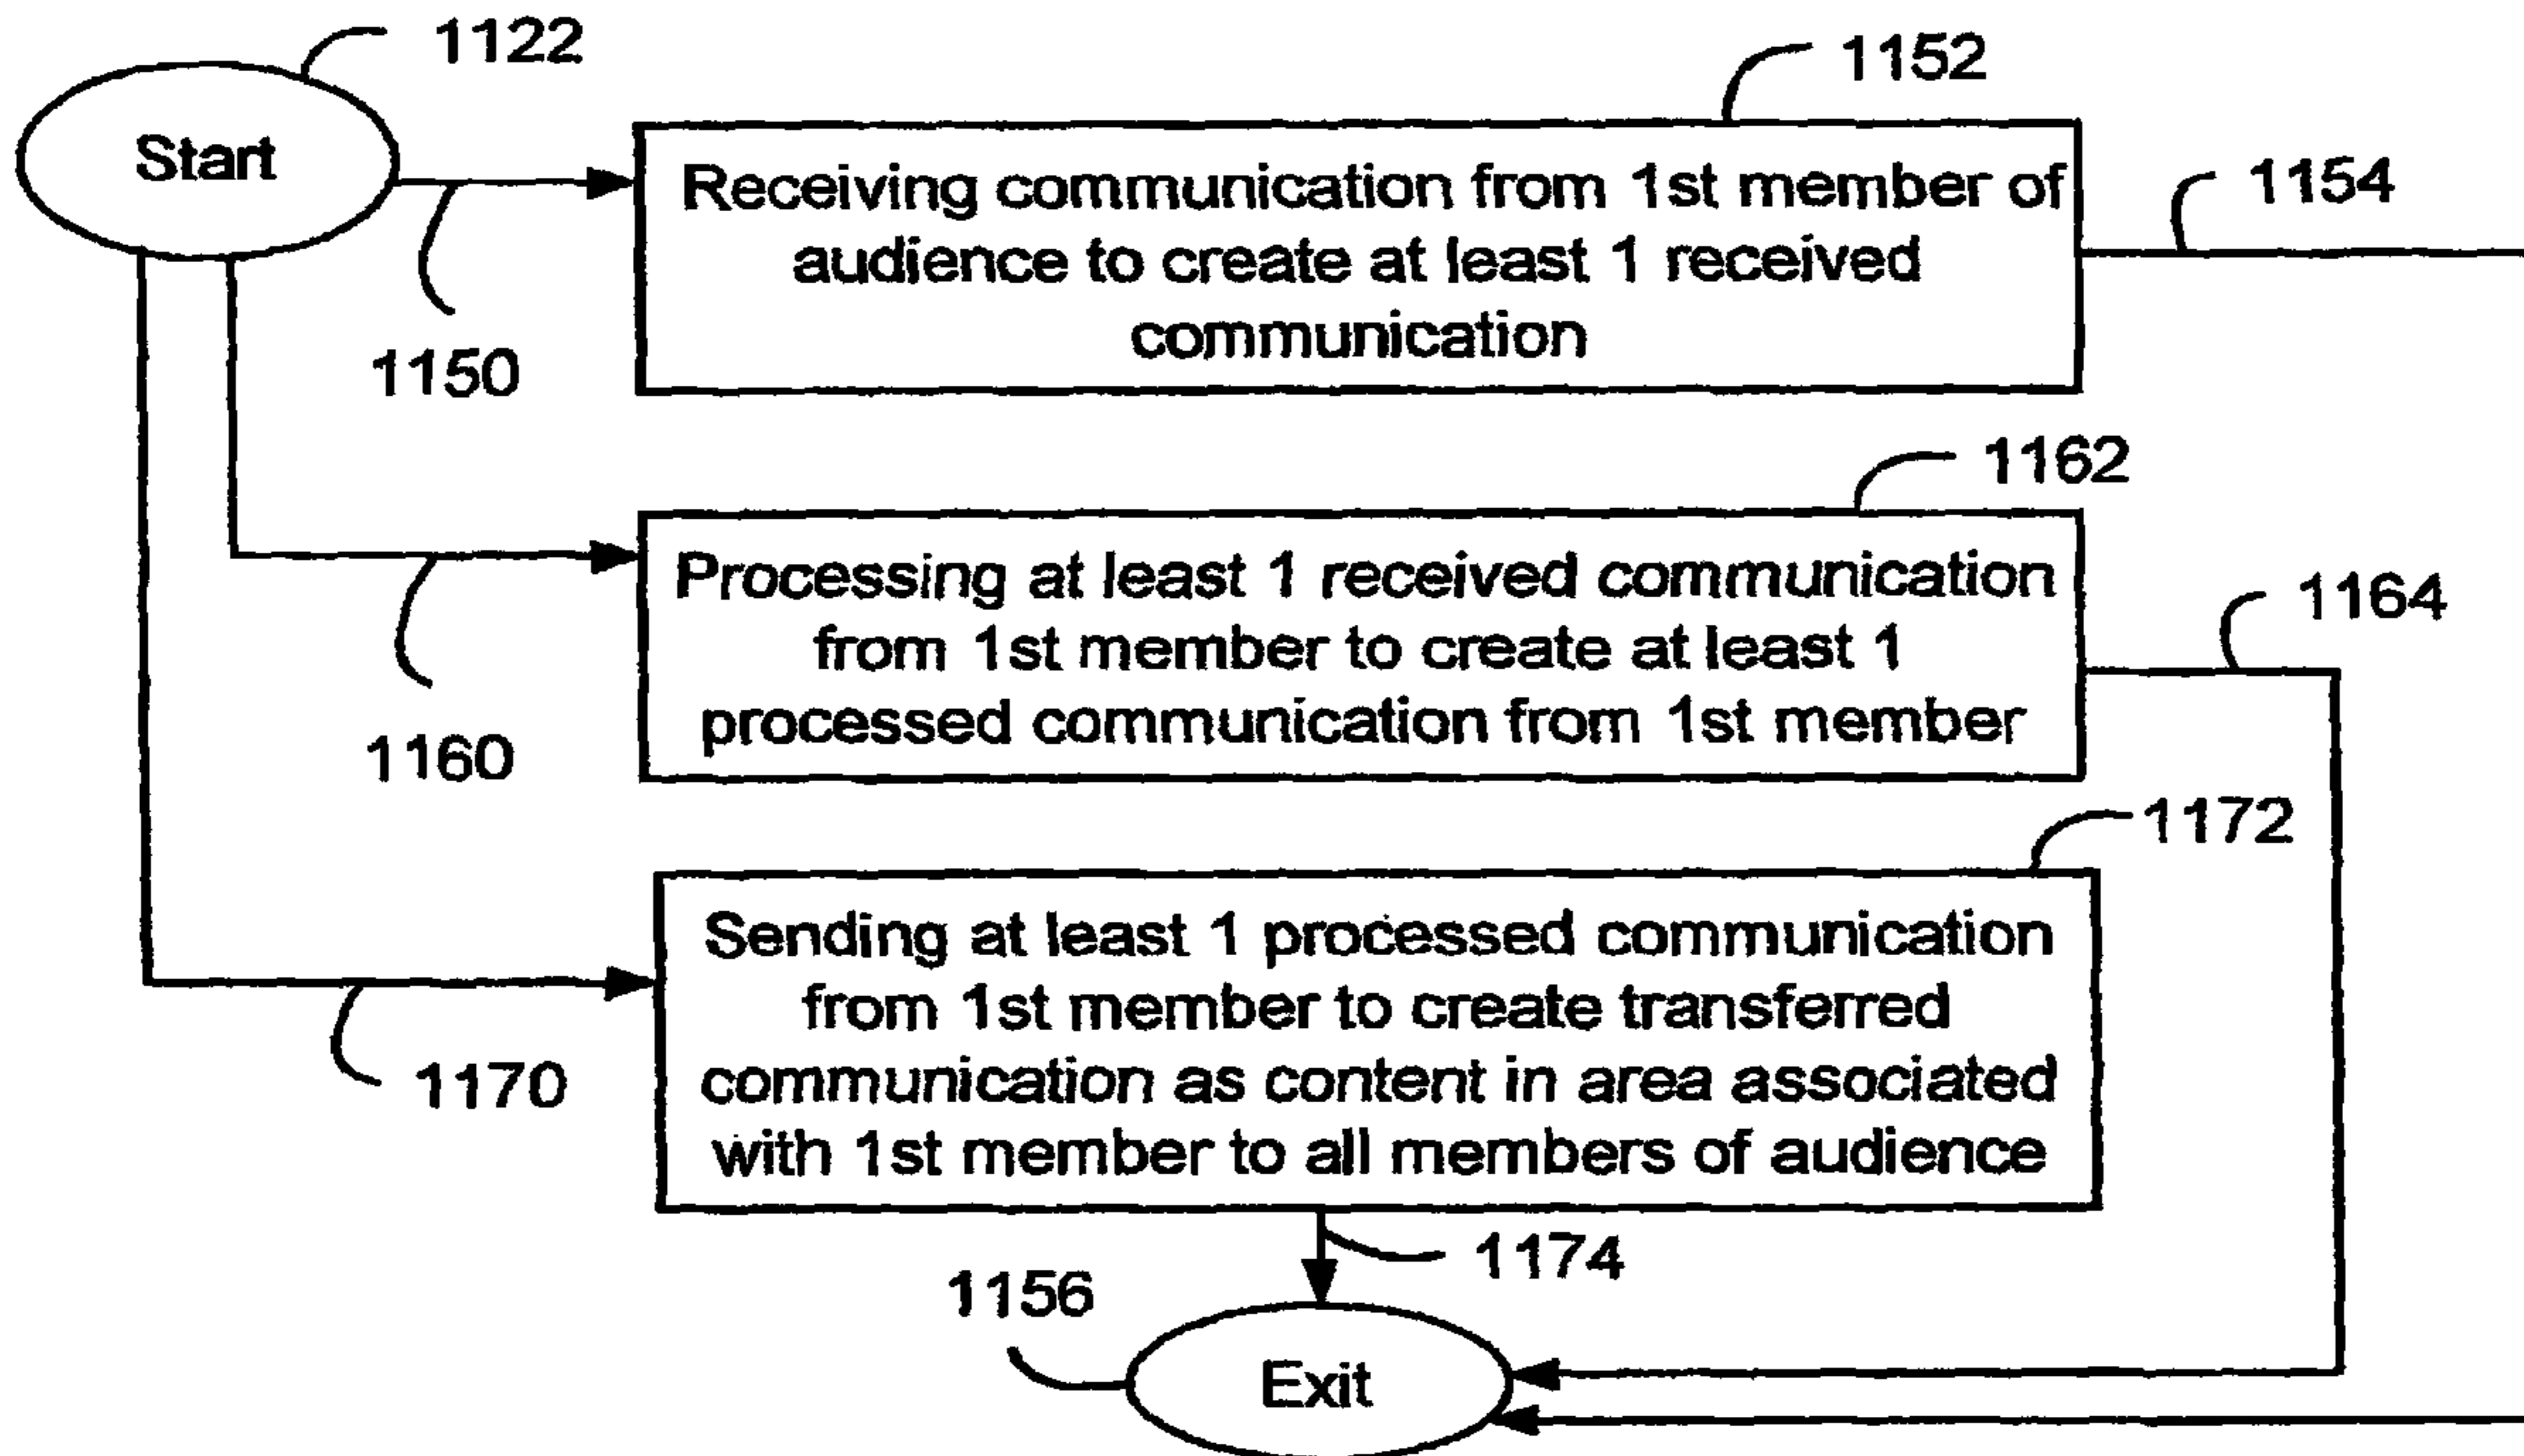 1122
Start
1152
Receiving communication from 1st member of
audience to create at least 1 received
communication
1154
1150
1162
Processing at least 1 received communication
from 1st member to create at least 1
processed communication from 1st member
1164
1160
1172
Sending at least 1 processed communication
from 1st member to create transferred
communication as content in area associated
with 1st member to all members of audience
1170
1174
1156
Exit